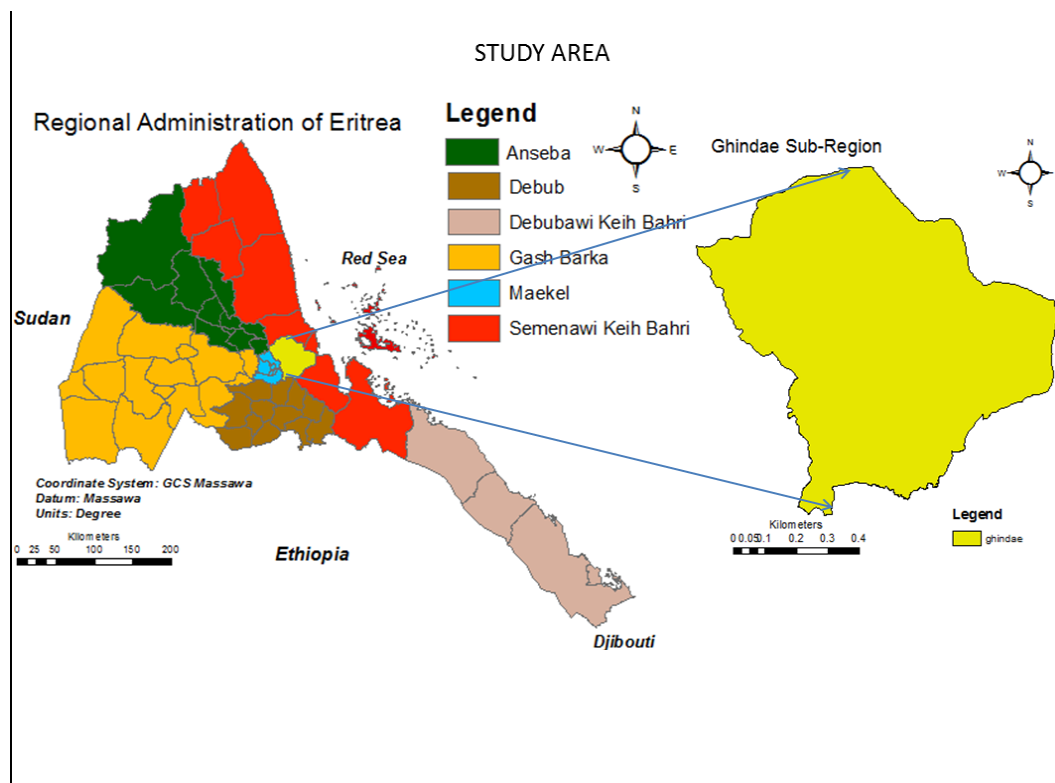 STUDY AREA
Regional Administration of Eritrea
Legend
Anseba
Debub
Debubawi Keih Bahri
Gash Barka
Maekel
Semenawi Keih Bahri
N
W
E
S
Red Sea
Sudan
Ethiopia
Djibouti
Coordinate System: GCS Massawa
Datum: Massawa
Units: Degree
Kilometers
0 25 50 100 150 200
Ghindae Sub-Region
N
W
S
Legend
ghindae
Kilometers
0 0.05 0.1 0.2 0.3 0.4